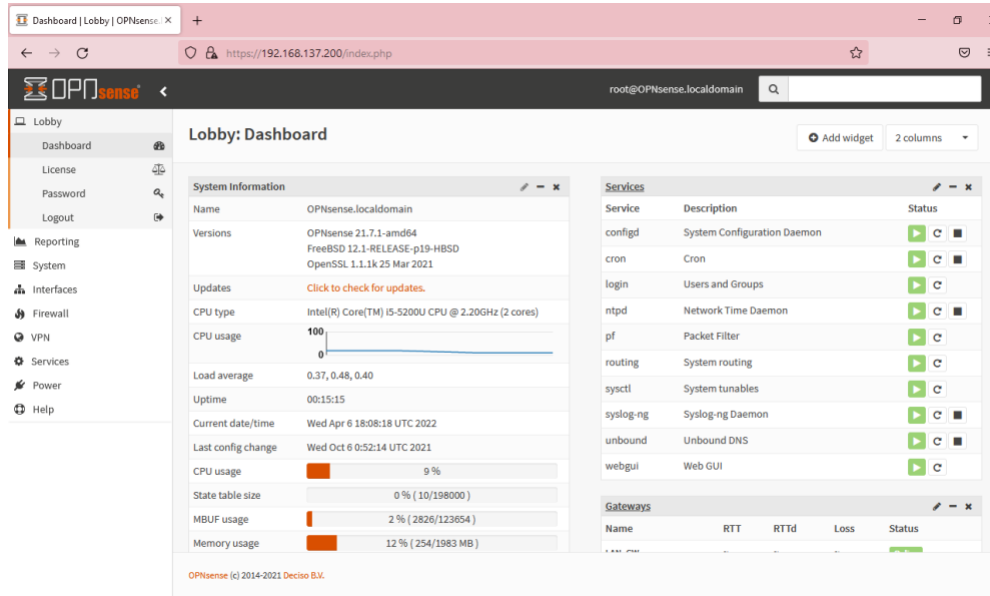 Dashboard | Lobby | OPNsense.l
https://192.168.137.200/index.php
OPNsense
root@OPNsense.localdomain
Lobby
Dashboard
License
Password
Logout
Reporting
System
Interfaces
Firewall
VPN
Services
Power
Help
Lobby: Dashboard
Add widget
2 columns
System Information
Name OPNsense.localdomain
Versions OPNsense 21.7.1-amd64
FreeBSD 12.1-RELEASE-p19-HBSD
OpenSSL 1.1.1k 25 Mar 2021
Updates Click to check for updates.
CPU type Intel(R) Core(TM) i5-5200U CPU @ 2.20GHz (2 cores)
CPU usage 100
0
Load average 0.37, 0.48, 0.40
Uptime 00:15:15
Current date/time Wed Apr 6 18:08:18 UTC 2022
Last config change Wed Oct 6 0:52:14 UTC 2021
CPU usage 9 %
State table size 0 % ( 10/198000 )
MBUF usage 2 % ( 2826/123654 )
Memory usage 12 % ( 254/1983 MB )
Services
Service Description Status
configd System Configuration Daemon
cron Cron
login Users and Groups
ntpd Network Time Daemon
pf Packet Filter
routing System routing
sysctl System tunables
syslog-ng Syslog-ng Daemon
unbound Unbound DNS
webgui Web GUI
Gateways
Name RTT RTTd Loss Status
OPNsense (c) 2014-2021 Deciso B.V.